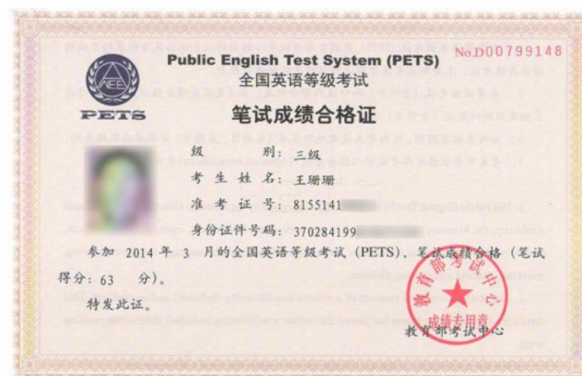 No.D00799148
Public English Test System (PETS)
全国英语等级考试
NEEA
PETS
笔试成绩合格证
级 别: 三级
考 生 姓 名: 王珊珊
准 考 证 号: 8155141
身份证件号码: 370284199
参加 2014 年 3 月的全国英语等级考试 (PETS), 笔试成绩合格 (笔试
得分: 63 分)。
特发此证。
教育部考试中心
成绩专用章
教育部考试中心